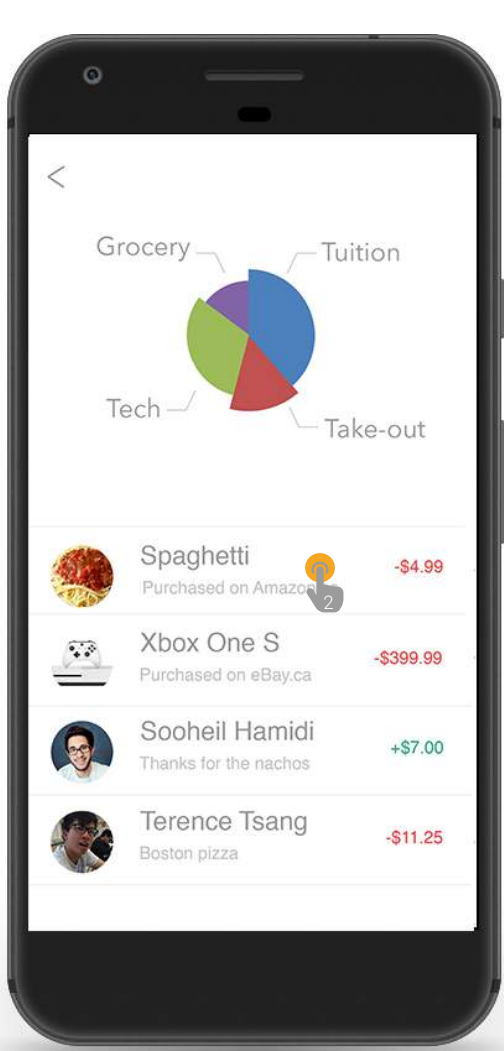 <
Grocery
Tuition
Tech
Take-out
Spaghetti
-$4.99
Purchased on Amazon
2
Xbox One S
-$399.99
Purchased on eBay.ca
Sooheil Hamidi
+$7.00
Thanks for the nachos
Terence Tsang
-$11.25
Boston pizza